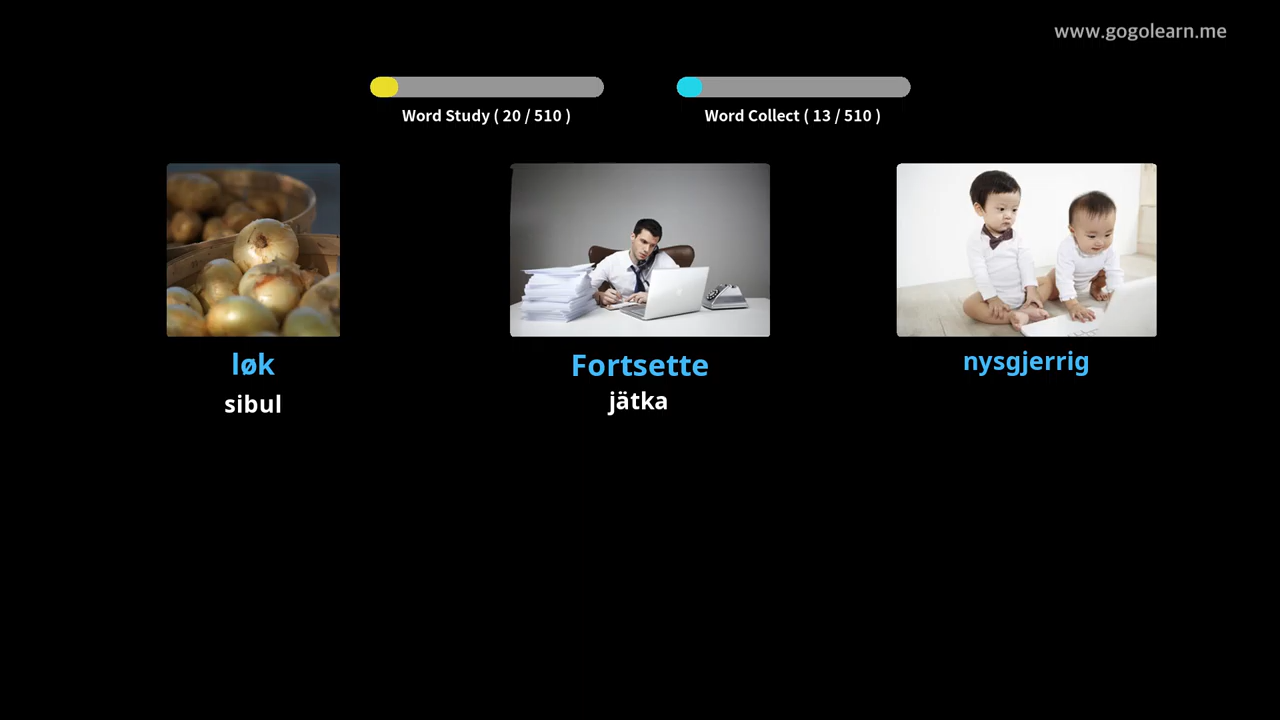 www.gogolearn.me
Word Study ( 20 / 510 )
Word Collect ( 13 / 510 )
løk
sibul
Fortsette
jätka
nysgjerrig